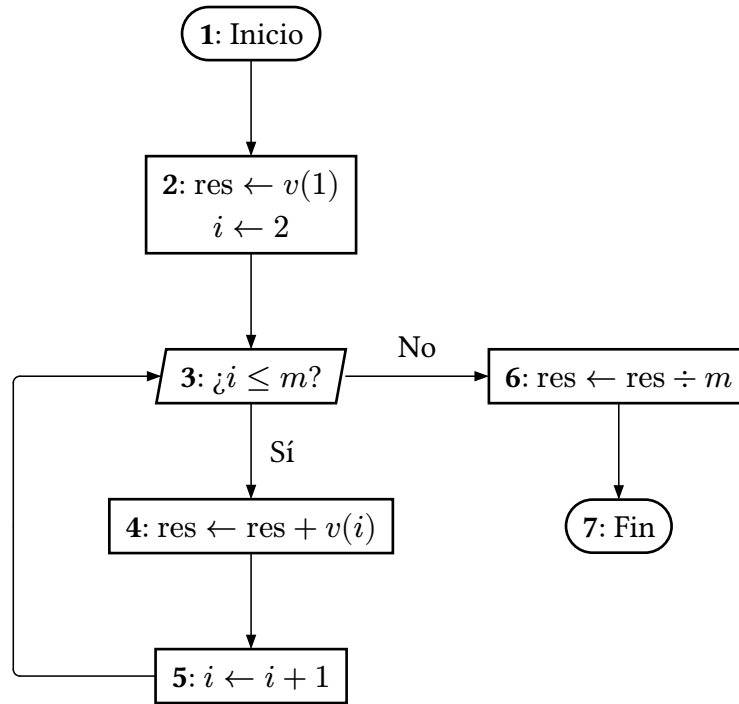 1: Inicio
2: res ← v(1)
i ← 2
3: ¿i ≤ m?
No
6: res ← res ÷ m
Sí
4: res ← res + v(i)
7: Fin
5: i ← i + 1